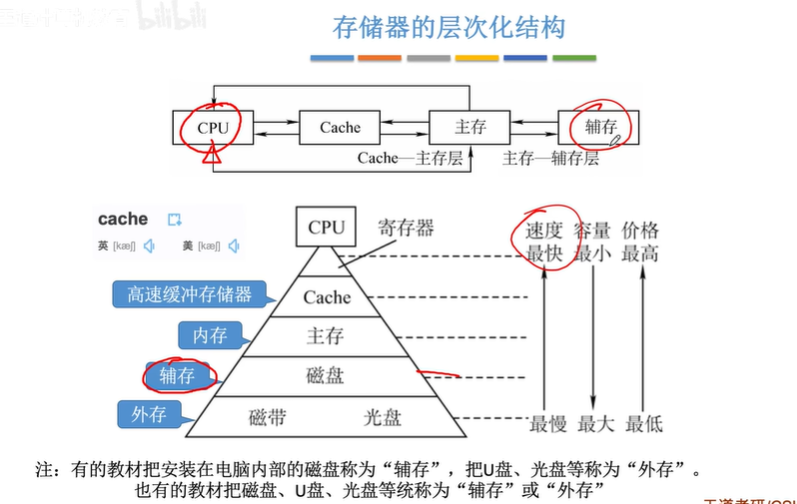 bilibili
存储器的层次化结构
CPU
Cache
主存
辅存
Cache—主存层
主存—辅存层
cache
英 [kæʃ] 美 [kæʃ]
CPU
寄存器
速度 容量 价格
最快 最小 最高
高速缓冲存储器
Cache
内存
主存
辅存
磁盘
外存
磁带 光盘
最慢 最大 最低
注：有的教材把安装在电脑内部的磁盘称为“辅存”，把U盘、光盘等称为“外存”。
也有的教材把磁盘、U盘、光盘等统称为“辅存”或“外存”